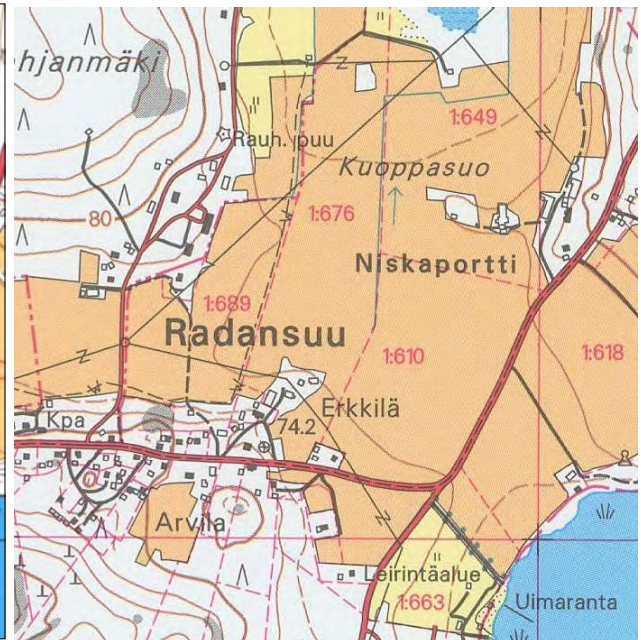 hjanmäki
1:649
Rauh. puu
Kuoppasuo
80
1:676
Niskaportti
1:689
Radansuu
1:610
1:618
Erkkilä
Kpa
74.2
Arvila
Leirintäalue
1:663
Uimaranta